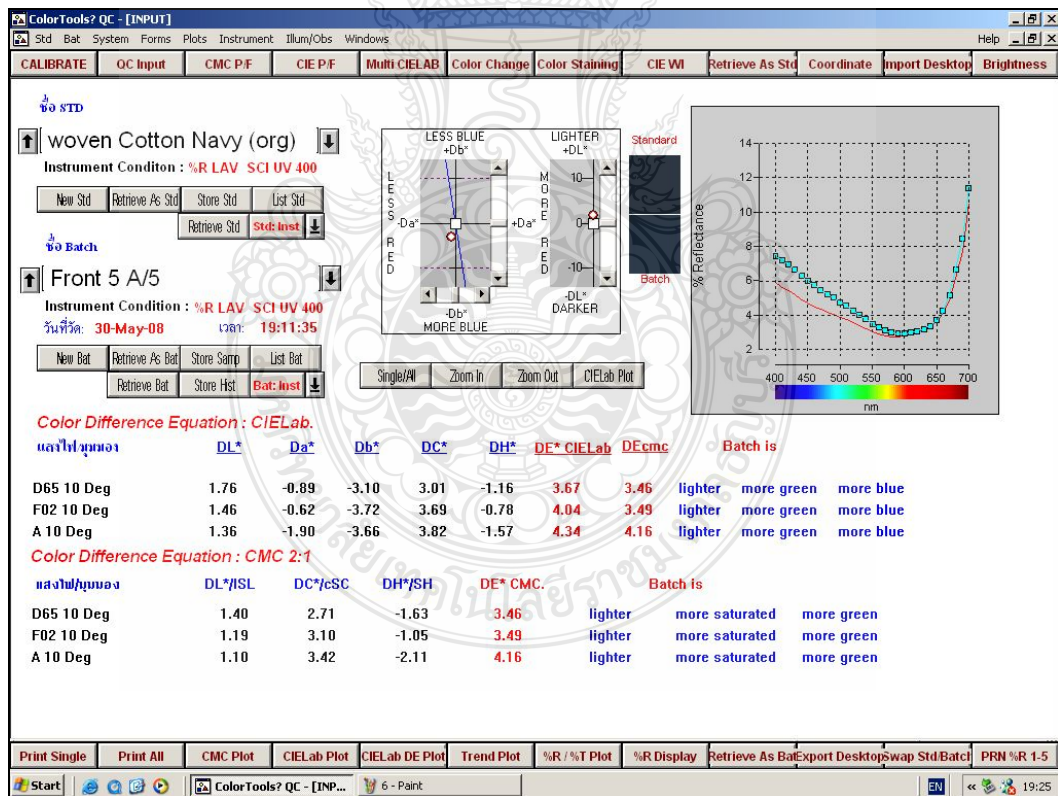 ColorTools? QC - [INPUT]
Std Bat System Forms Plots Instrument Illum/Obs Windows Help
CALIBRATE QC Input CMC P/F CIE P/F Multi CIELAB Color Change Color Staining CIE WI Retrieve As Std Coordinate Import Desktop Brightness
ชื่อ STD
woven Cotton Navy (org)
Instrument Conditon : %R LAV SCI UV 400
New Std Retrieve As Std Store Std List Std
Retrieve Std Std: Inst
ชื่อ Batch
Front 5 A/5
Instrument Condition : %R LAV SCI UV 400
วันที่วัด: 30-May-08 เวลา: 19:11:35
New Bat Retrieve As Bat Store Samp List Bat
Retrieve Bat Store Hist Bat: Inst
LESS BLUE
+Db*
LESS RED
-Da*
+Da*
-Db*
MORE BLUE
LIGHTER
+DL*
MORE RED
10
0
-10
-DL*
DARKER
Standard
Batch
Single/All Zoom In Zoom Out CIELab Plot
% Reflectance
14
12
10
8
6
4
2
400 450 500 550 600 650 700
nm
Color Difference Equation : CIELab.
แสงไฟ/มุมมอง DL* Da* Db* DC* DH* DE* CIELab DEcmc Batch is
D65 10 Deg 1.76 -0.89 -3.10 3.01 -1.16 3.67 3.46 lighter more green more blue
F02 10 Deg 1.46 -0.62 -3.72 3.69 -0.78 4.04 3.49 lighter more green more blue
A 10 Deg 1.36 -1.90 -3.66 3.82 -1.57 4.34 4.16 lighter more green more blue
Color Difference Equation : CMC 2:1
แสงไฟ/มุมมอง DL*/lSL DC*/cSC DH*/SH DE* CMC. Batch is
D65 10 Deg 1.40 2.71 -1.63 3.46 lighter more saturated more green
F02 10 Deg 1.19 3.10 -1.05 3.49 lighter more saturated more green
A 10 Deg 1.10 3.42 -2.11 4.16 lighter more saturated more green
Print Single Print All CMC Plot CIELab Plot CIELab DE Plot Trend Plot %R / %T Plot %R Display Retrieve As Bat Export Desktop Swap Std/Batch PRN %R 1-5
Start ColorTools? QC - [INP... 6 - Paint EN 19:25